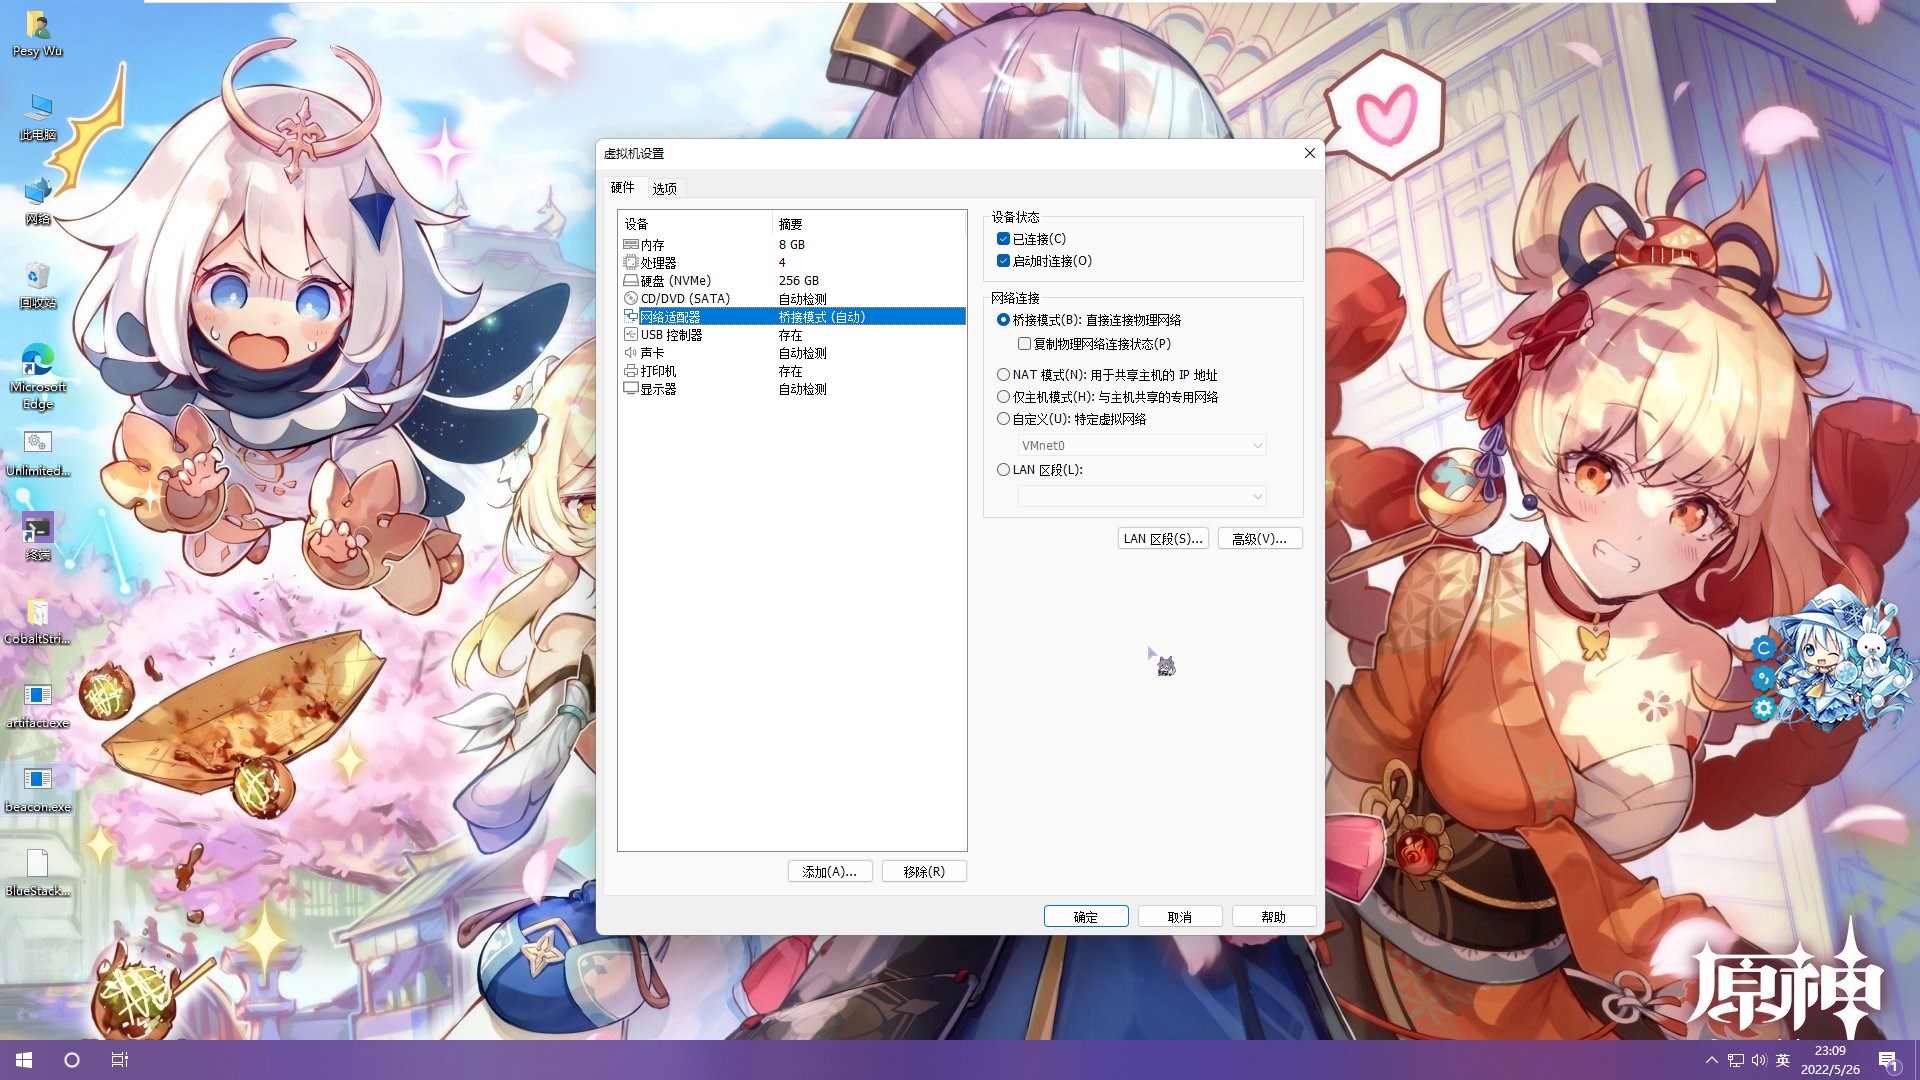 Pesy Wu
此电脑
网络
回收站
Microsoft
Edge
Unlimited...
终端
CobaltStri...
artifact.exe
beacon.exe
BlueStack...
虚拟机设置
硬件
选项
设备
摘要
内存
8 GB
处理器
4
硬盘 (NVMe)
256 GB
CD/DVD (SATA)
自动检测
网络适配器
桥接模式 (自动)
USB 控制器
存在
声卡
自动检测
打印机
存在
显示器
自动检测
添加(A)...
移除(R)
设备状态
已连接(C)
启动时连接(O)
网络连接
桥接模式(B): 直接连接物理网络
复制物理网络连接状态(P)
NAT 模式(N): 用于共享主机的 IP 地址
仅主机模式(H): 与主机共享的专用网络
自定义(U): 特定虚拟网络
VMnet0
LAN 区段(L):
LAN 区段(S)...
高级(V)...
确定
取消
帮助
原神
英
23:09
2022/5/26
1